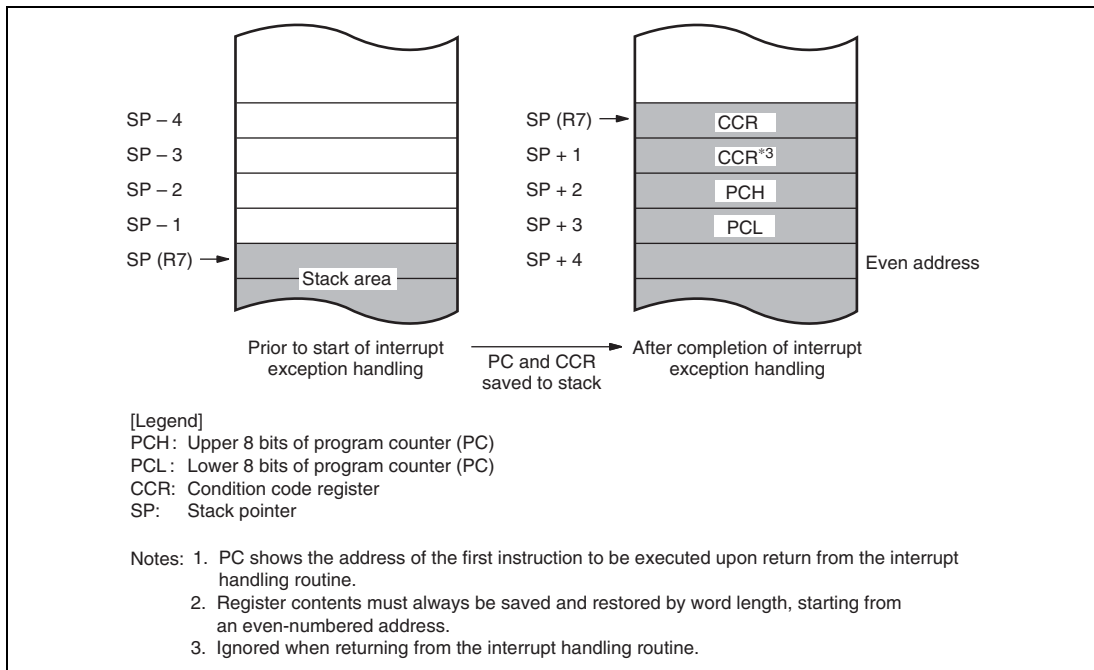 SP – 4
SP – 3
SP – 2
SP – 1
SP (R7)
Stack area
Prior to start of interrupt
exception handling
PC and CCR
saved to stack
SP (R7)
SP + 1
SP + 2
SP + 3
SP + 4
CCR
CCR*3
PCH
PCL
Even address
After completion of interrupt
exception handling
[Legend]
PCH: Upper 8 bits of program counter (PC)
PCL: Lower 8 bits of program counter (PC)
CCR: Condition code register
SP: Stack pointer
Notes: 1. PC shows the address of the first instruction to be executed upon return from the interrupt
handling routine.
2. Register contents must always be saved and restored by word length, starting from
an even-numbered address.
3. Ignored when returning from the interrupt handling routine.